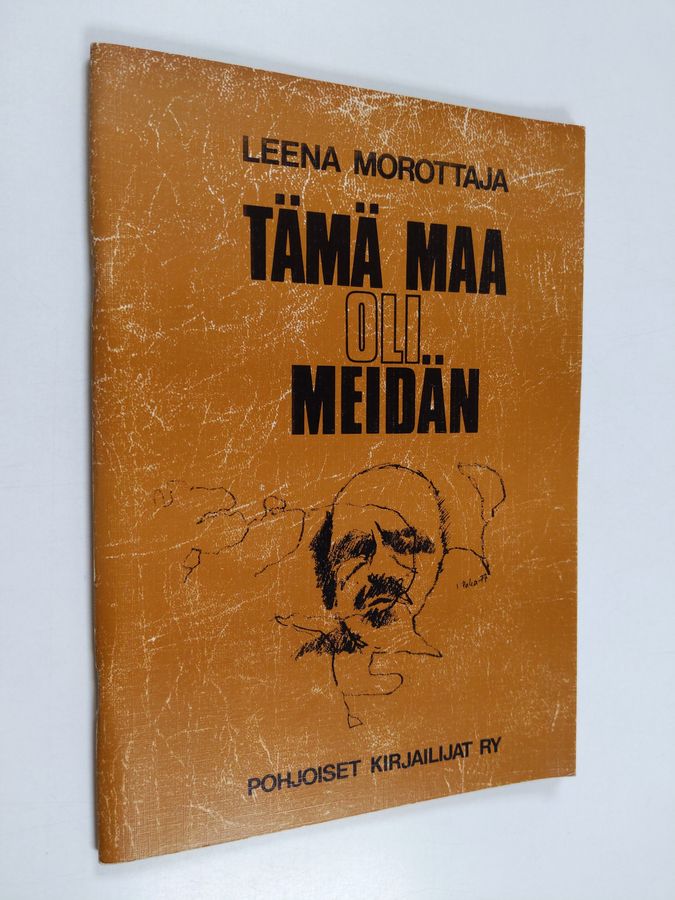 LEENA MOROTTAJA
TÄMÄ MAA
OLI
MEIDÄN
POHJOISET KIRJAILIJAT RY